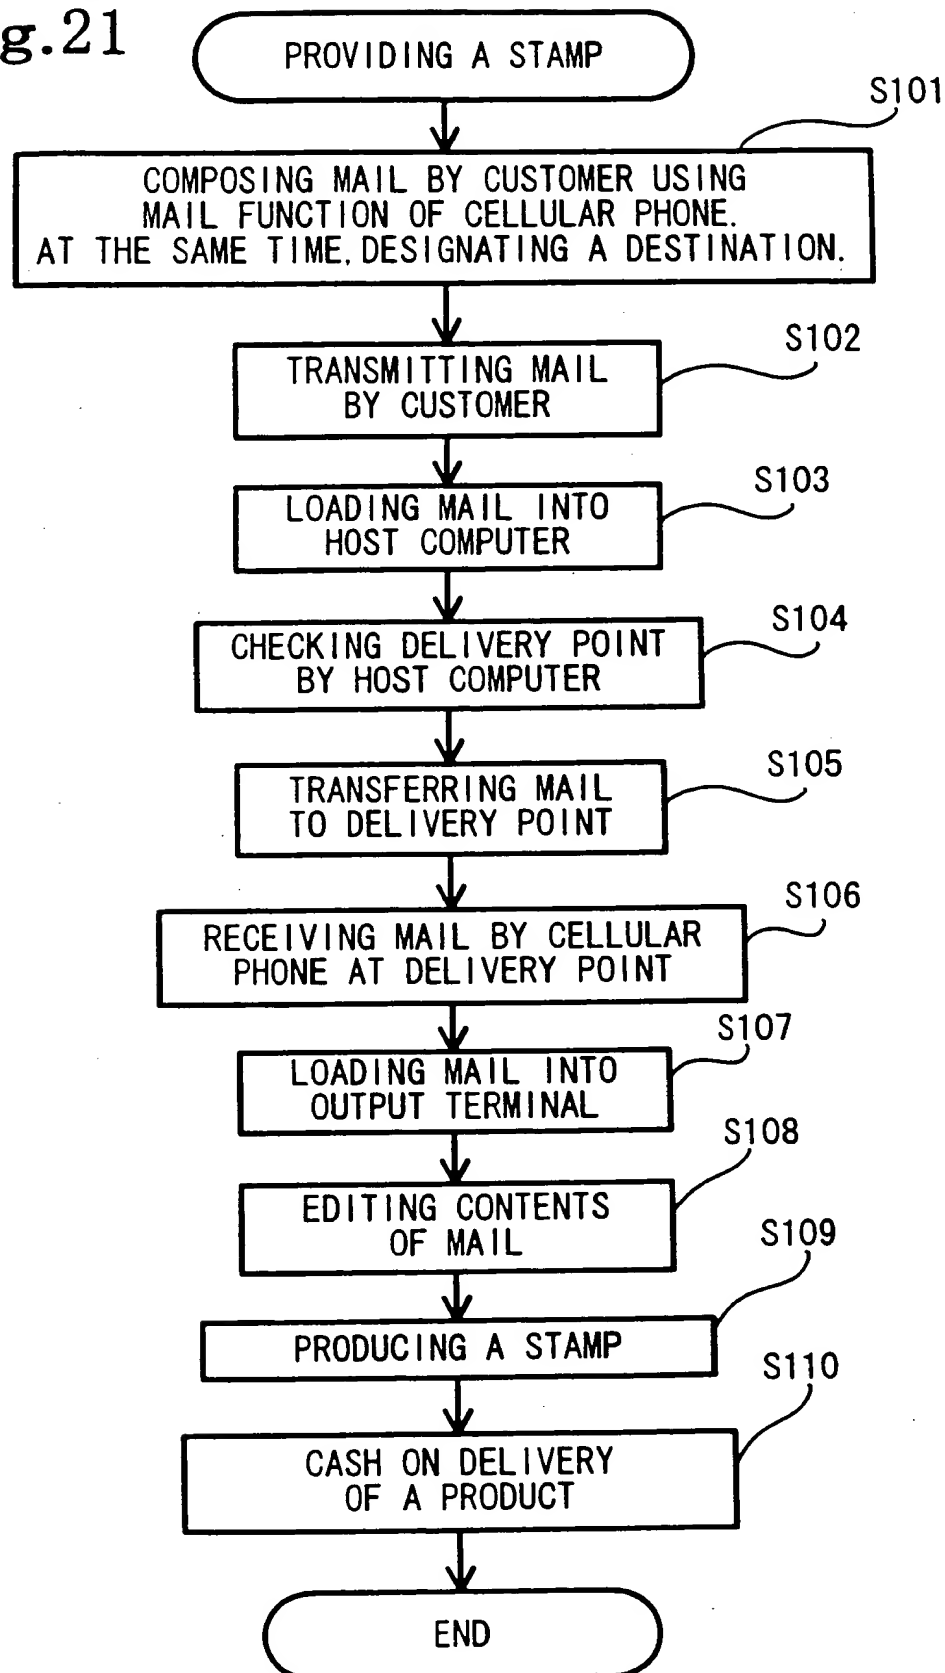 g.21
PROVIDING A STAMP
S101
COMPOSING MAIL BY CUSTOMER USING
MAIL FUNCTION OF CELLULAR PHONE.
AT THE SAME TIME, DESIGNATING A DESTINATION.
S102
TRANSMITTING MAIL
BY CUSTOMER
S103
LOADING MAIL INTO
HOST COMPUTER
S104
CHECKING DELIVERY POINT
BY HOST COMPUTER
S105
TRANSFERRING MAIL
TO DELIVERY POINT
S106
RECEIVING MAIL BY CELLULAR
PHONE AT DELIVERY POINT
S107
LOADING MAIL INTO
OUTPUT TERMINAL
S108
EDITING CONTENTS
OF MAIL
S109
PRODUCING A STAMP
S110
CASH ON DELIVERY
OF A PRODUCT
END